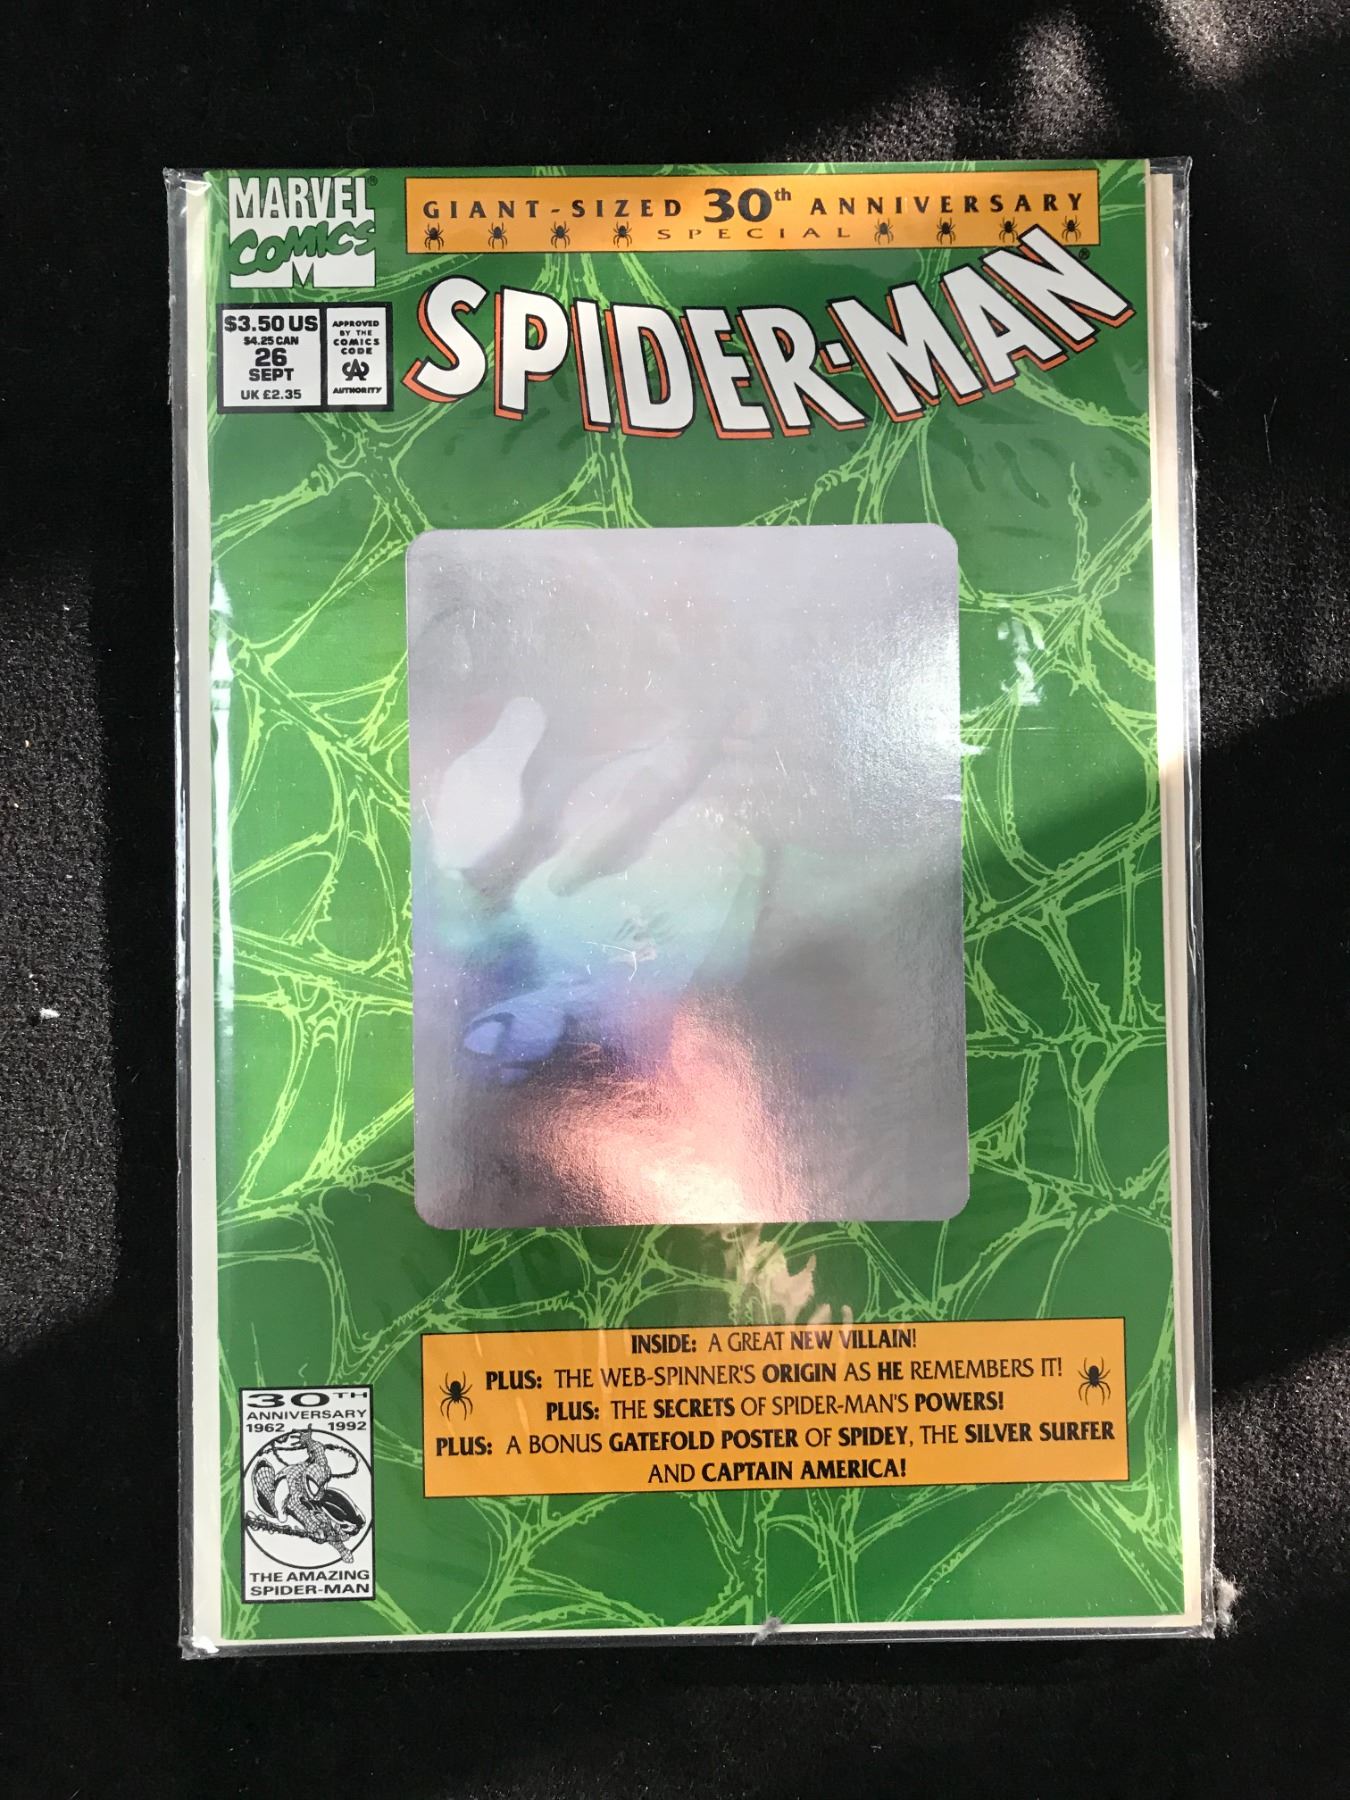 MARVEL®
COMICS
M
GIANT-SIZED 30th ANNIVERSARY
SPECIAL
SPIDER-MAN®
$3.50 US
$4.25 CAN
26
SEPT
UK £2.35
APPROVED
BY THE
COMICS
CODE
CA
AUTHORITY
INSIDE: A GREAT NEW VILLAIN!
PLUS: THE WEB-SPINNER'S ORIGIN AS HE REMEMBERS IT!
PLUS: THE SECRETS OF SPIDER-MAN'S POWERS!
PLUS: A BONUS GATEFOLD POSTER OF SPIDEY, THE SILVER SURFER
AND CAPTAIN AMERICA!
30TH
ANNIVERSARY
1962 1992
THE AMAZING
SPIDER-MAN